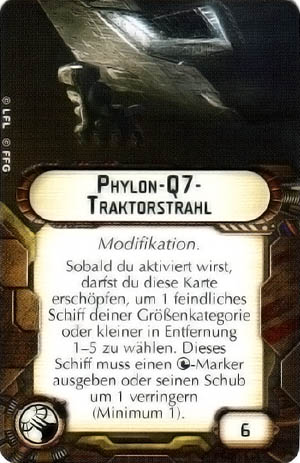 © LFL © FFG
PHYLON-Q7-
TRAKTORSTRAHL
Modifikation.
Sobald du aktiviert wirst,
darfst du diese Karte
erschöpfen, um 1 feindliches
Schiff deiner Größenkategorie
oder kleiner in Entfernung
1–5 zu wählen. Dieses
Schiff muss einen -Marker
ausgeben oder seinen Schub
um 1 verringern
(Minimum 1).
6